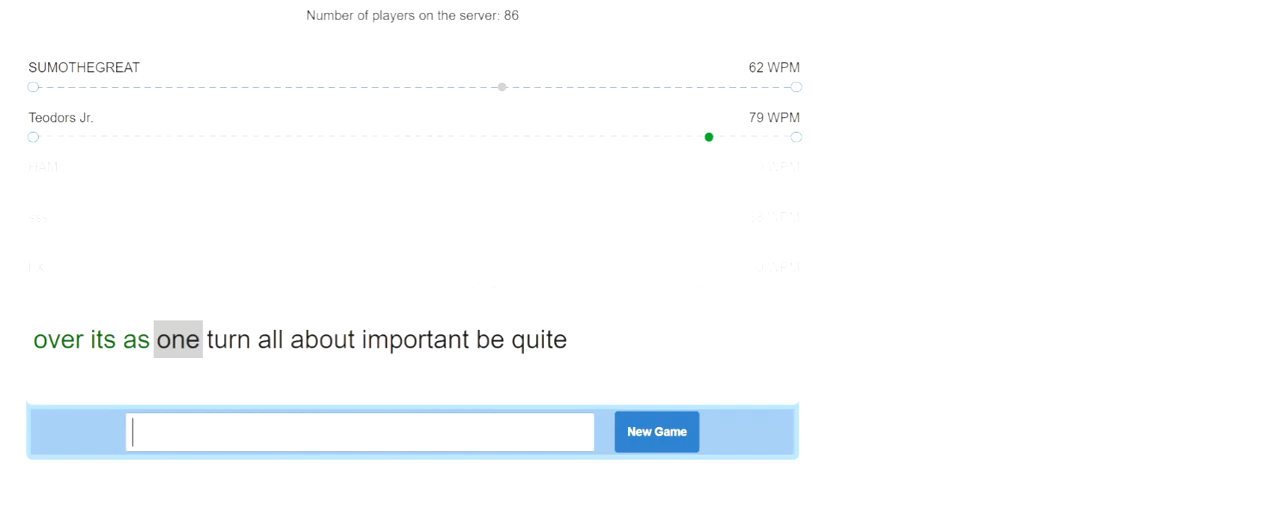 Number of players on the server: 86
SUMOTHEGREAT 62 WPM
Teodors Jr. 79 WPM
over its as one turn all about important be quite
New Game